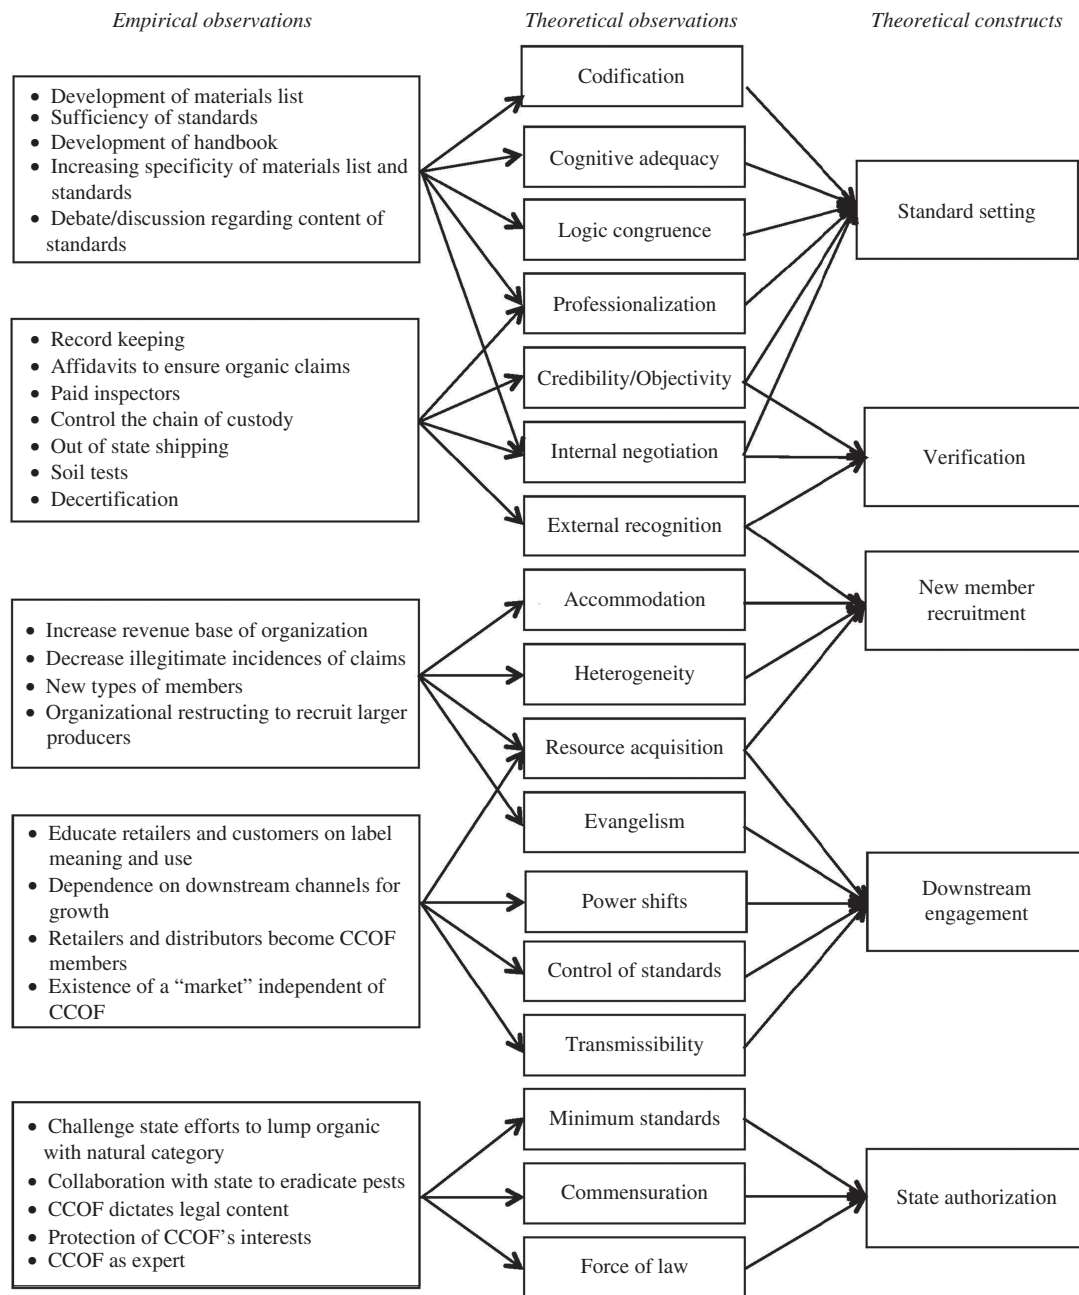 Empirical observations
Theoretical observations
Theoretical constructs
• Development of materials list
• Sufficiency of standards
• Development of handbook
• Increasing specificity of materials list and
standards
• Debate/discussion regarding content of
standards
• Record keeping
• Affidavits to ensure organic claims
• Paid inspectors
• Control the chain of custody
• Out of state shipping
• Soil tests
• Decertification
• Increase revenue base of organization
• Decrease illegitimate incidences of claims
• New types of members
• Organizational restructing to recruit larger
producers
• Educate retailers and customers on label
meaning and use
• Dependence on downstream channels for
growth
• Retailers and distributors become CCOF
members
• Existence of a “market” independent of
CCOF
• Challenge state efforts to lump organic
with natural category
• Collaboration with state to eradicate pests
• CCOF dictates legal content
• Protection of CCOF’s interests
• CCOF as expert
Codification
Cognitive adequacy
Logic congruence
Professionalization
Credibility/Objectivity
Internal negotiation
External recognition
Accommodation
Heterogeneity
Resource acquisition
Evangelism
Power shifts
Control of standards
Transmissibility
Minimum standards
Commensuration
Force of law
Standard setting
Verification
New member
recruitment
Downstream
engagement
State authorization